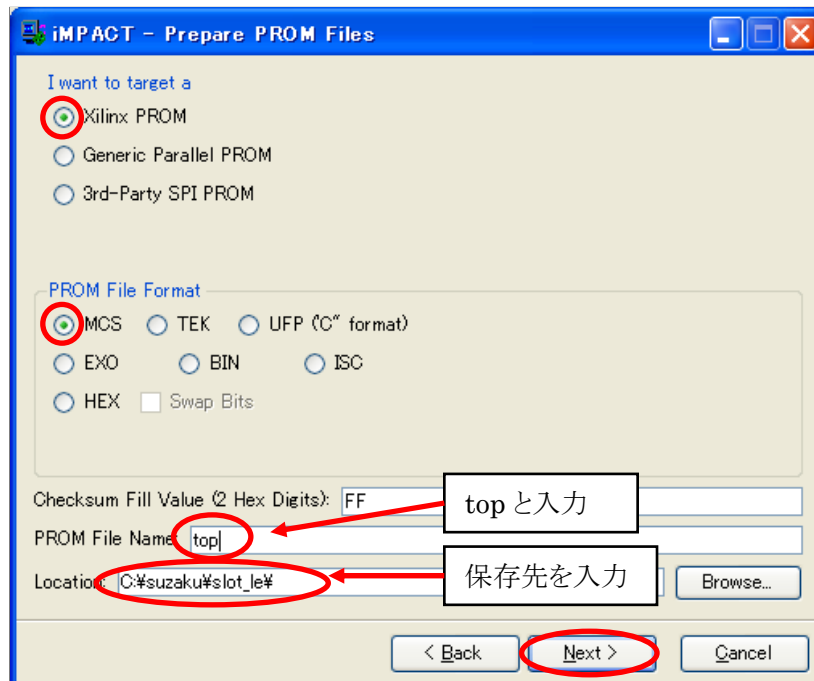 iMPACT - Prepare PROM Files
I want to target a
Xilinx PROM
Generic Parallel PROM
3rd-Party SPI PROM
PROM File Format
MCS TEK UFP ("C" format)
EXO BIN ISC
HEX Swap Bits
Checksum Fill Value (2 Hex Digits): FF
topと入力
PROM File Name: top
Location: C:¥suzaku¥slot_le¥
保存先を入力
Browse...
< Back Next > Cancel